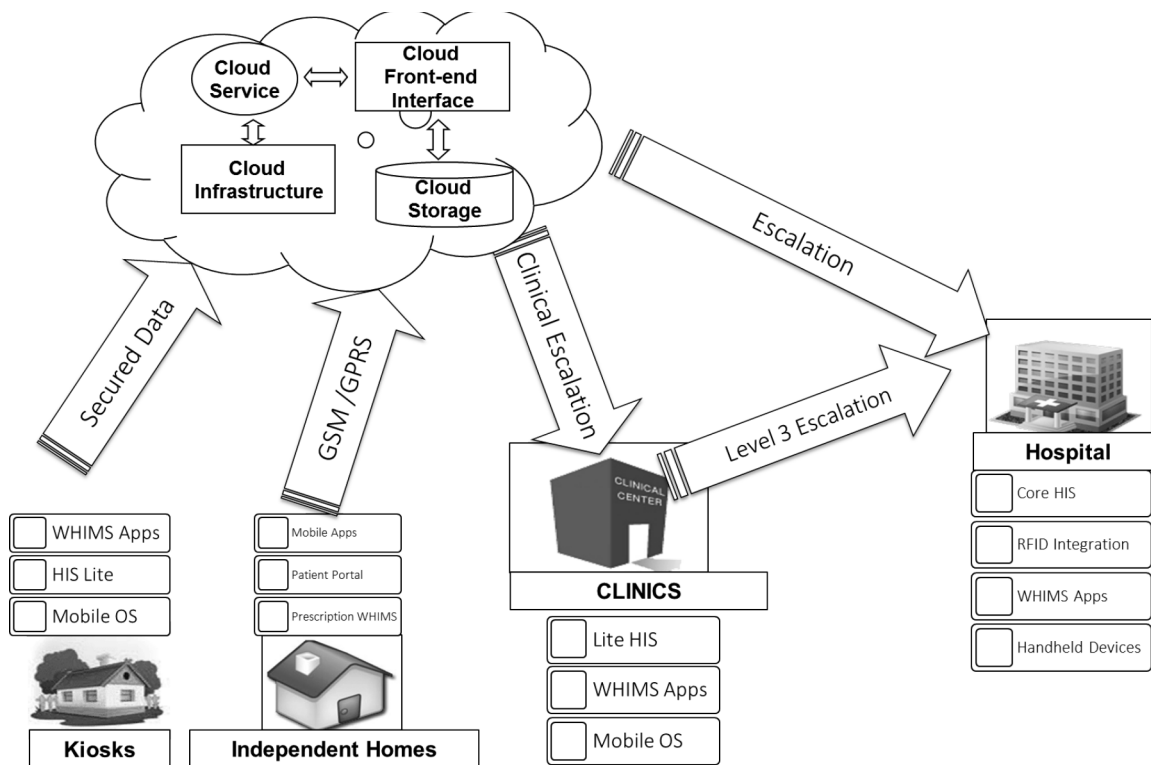 Cloud
Service
Cloud
Front-end
Interface
Cloud
Infrastructure
Cloud
Storage
Secured Data
GSM /GPRS
Clinical Escalation
Escalation
Level 3 Escalation
WHIMS Apps
HIS Lite
Mobile OS
Kiosks
Mobile Apps
Patient Portal
Prescription WHIMS
Independent Homes
CLINICAL
CENTER
CLINICS
Lite HIS
WHIMS Apps
Mobile OS
Hospital
Core HIS
RFID Integration
WHIMS Apps
Handheld Devices